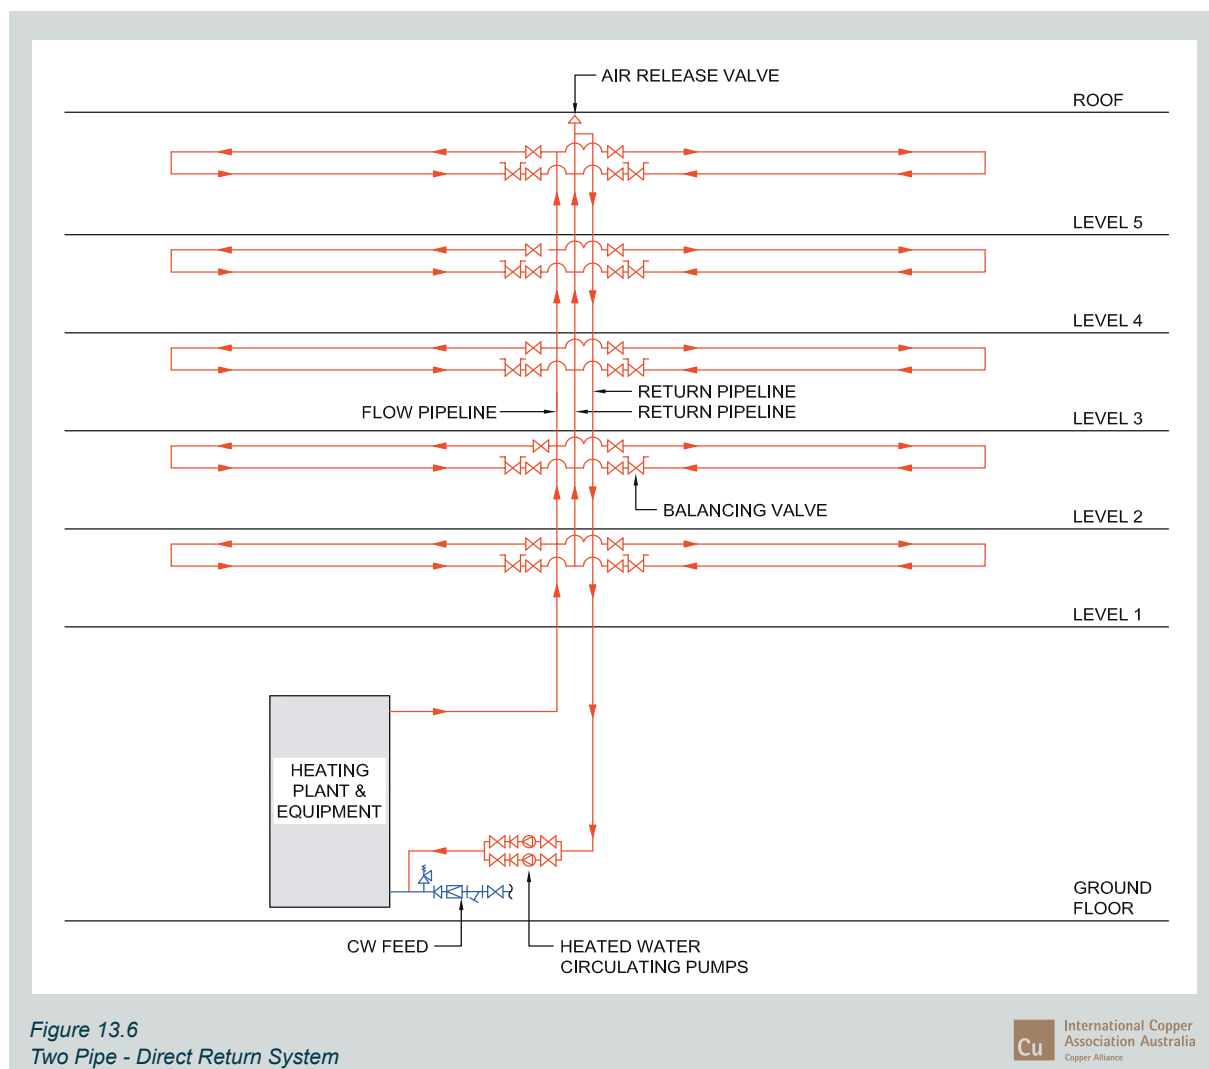 AIR RELEASE VALVE
ROOF
LEVEL 5
LEVEL 4
RETURN PIPELINE
FLOW PIPELINE
RETURN PIPELINE
LEVEL 3
BALANCING VALVE
LEVEL 2
LEVEL 1
HEATING
PLANT &
EQUIPMENT
GROUND
FLOOR
CW FEED
HEATED WATER
CIRCULATING PUMPS
Figure 13.6
Two Pipe - Direct Return System
Cu
International Copper
Association Australia
Copper Alliance